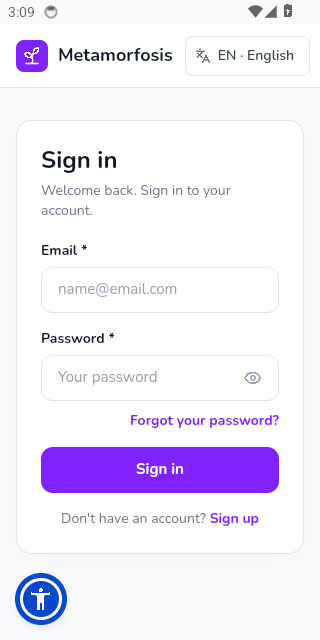 3:09
Metamorfosis
EN · English
Sign in
Welcome back. Sign in to your
account.
Email *
name@email.com
Password *
Your password
Forgot your password?
Sign in
Don't have an account? Sign up